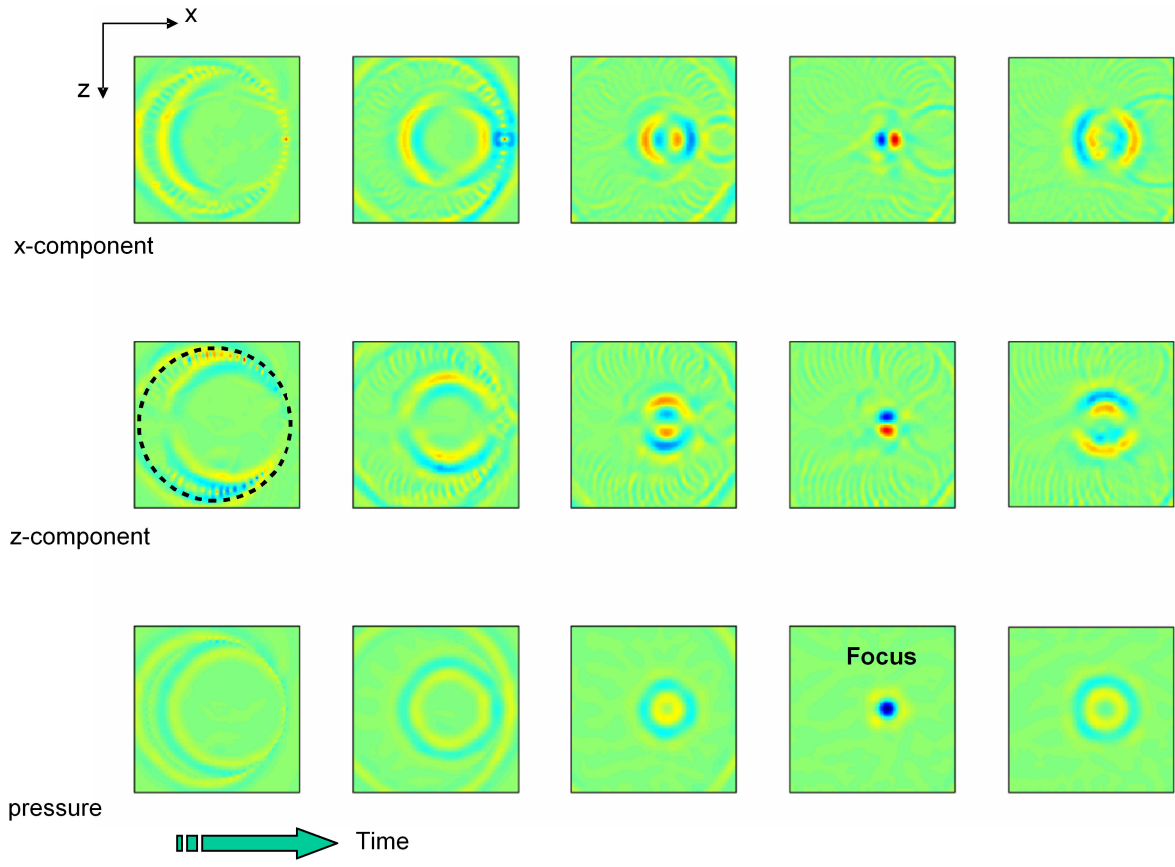 x
z
x-component
z-component
Focus
pressure
Time